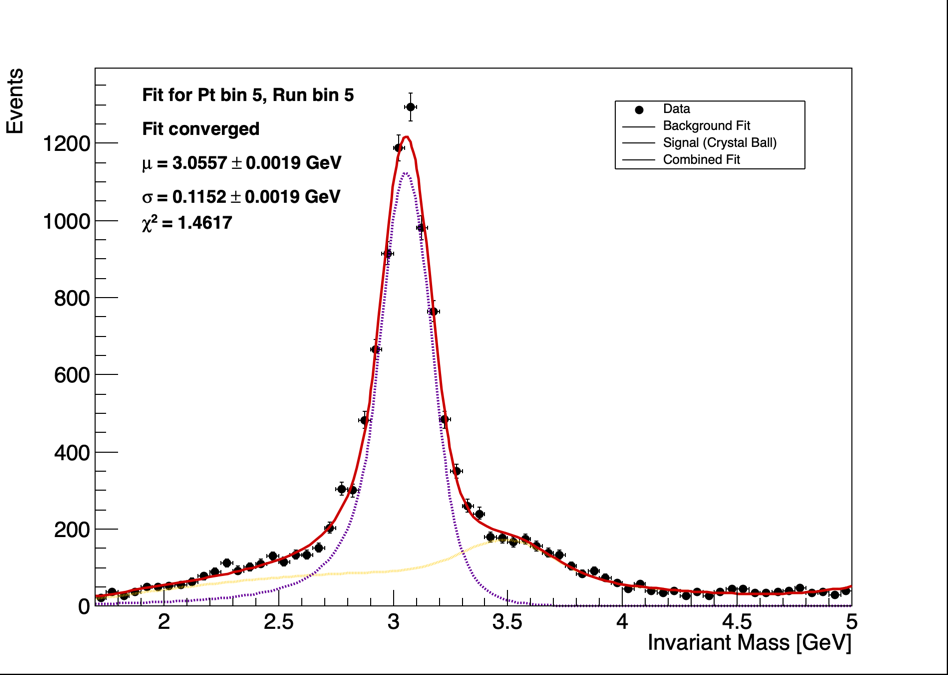 Events
Fit for Pt bin 5, Run bin 5
Fit converged
μ = 3.0557 ± 0.0019 GeV
σ = 0.1152 ± 0.0019 GeV
χ² = 1.4617
Data
Background Fit
Signal (Crystal Ball)
Combined Fit
1200
1000
800
600
400
200
0
2 2.5 3 3.5 4 4.5 5
Invariant Mass [GeV]